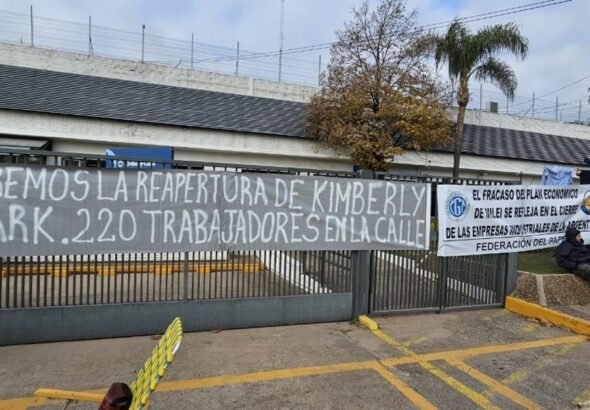 EMOS LA REAPERTURA DE KIMBERLY
ARK. 220 TRABAJADORES EN LA CALLE
EL FRACASO DEL PLAN ECONOMICO
DE MILEI SE REFLEJA EN EL CIERRE
DE LAS EMPRESAS INDUSTRIALES DE LA ARGENT
FEDERACIÓN DEL PAPE